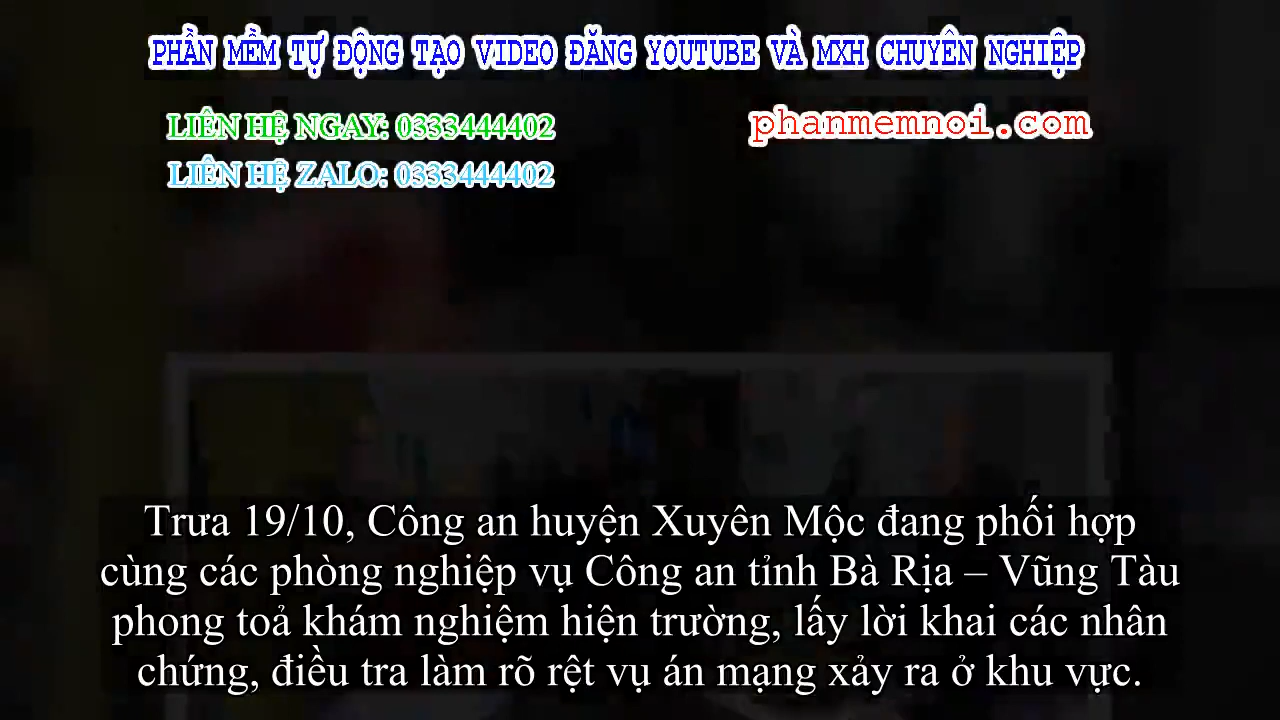 PHẦN MỀM TỰ ĐỘNG TẠO VIDEO ĐĂNG YOUTUBE VÀ MXH CHUYÊN NGHIỆP
LIÊN HỆ NGAY: 0333444402
phanmemnoi.com
LIÊN HỆ ZALO: 0333444402
Trưa 19/10, Công an huyện Xuyên Mộc đang phối hợp
cùng các phòng nghiệp vụ Công an tỉnh Bà Rịa – Vũng Tàu
phong toả khám nghiệm hiện trường, lấy lời khai các nhân
chứng, điều tra làm rõ rệt vụ án mạng xảy ra ở khu vực.